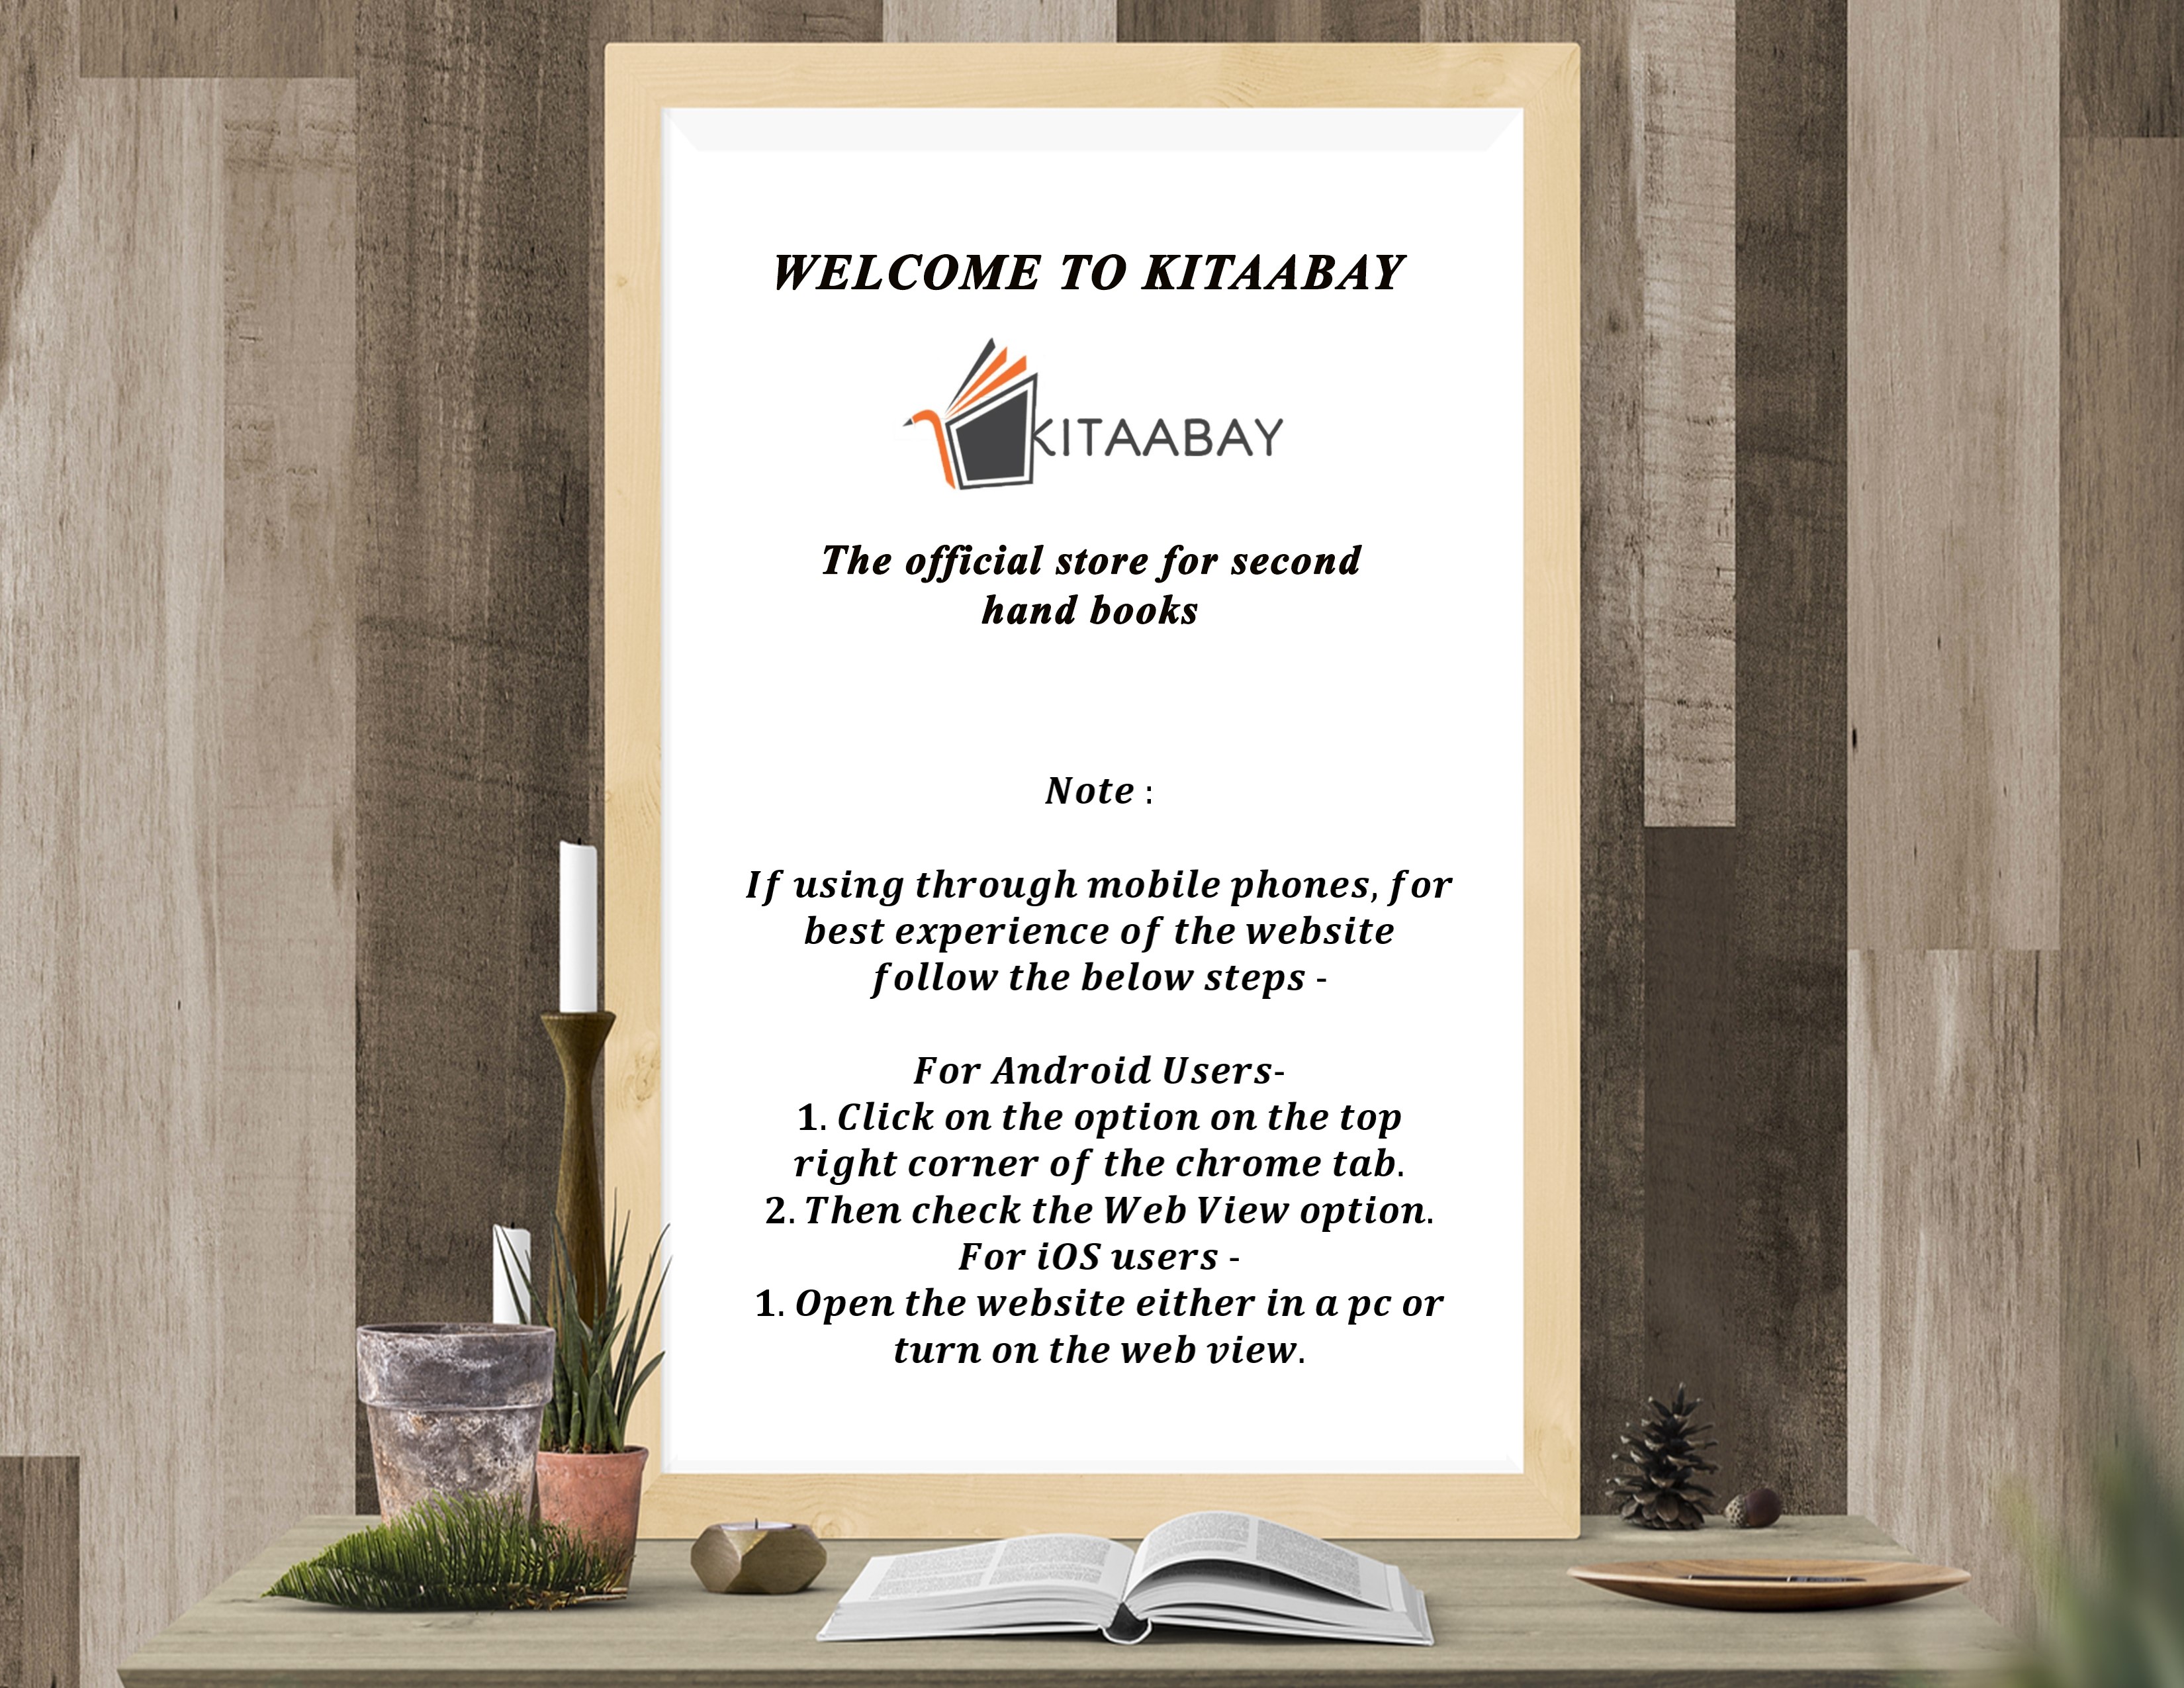 WELCOME TO KITAABAY
KITAABAY
The official store for second
hand books
Note :
If using through mobile phones, for
best experience of the website
follow the below steps -
For Android Users-
1. Click on the option on the top
right corner of the chrome tab.
2. Then check the Web View option.
For iOS users -
1. Open the website either in a pc or
turn on the web view.